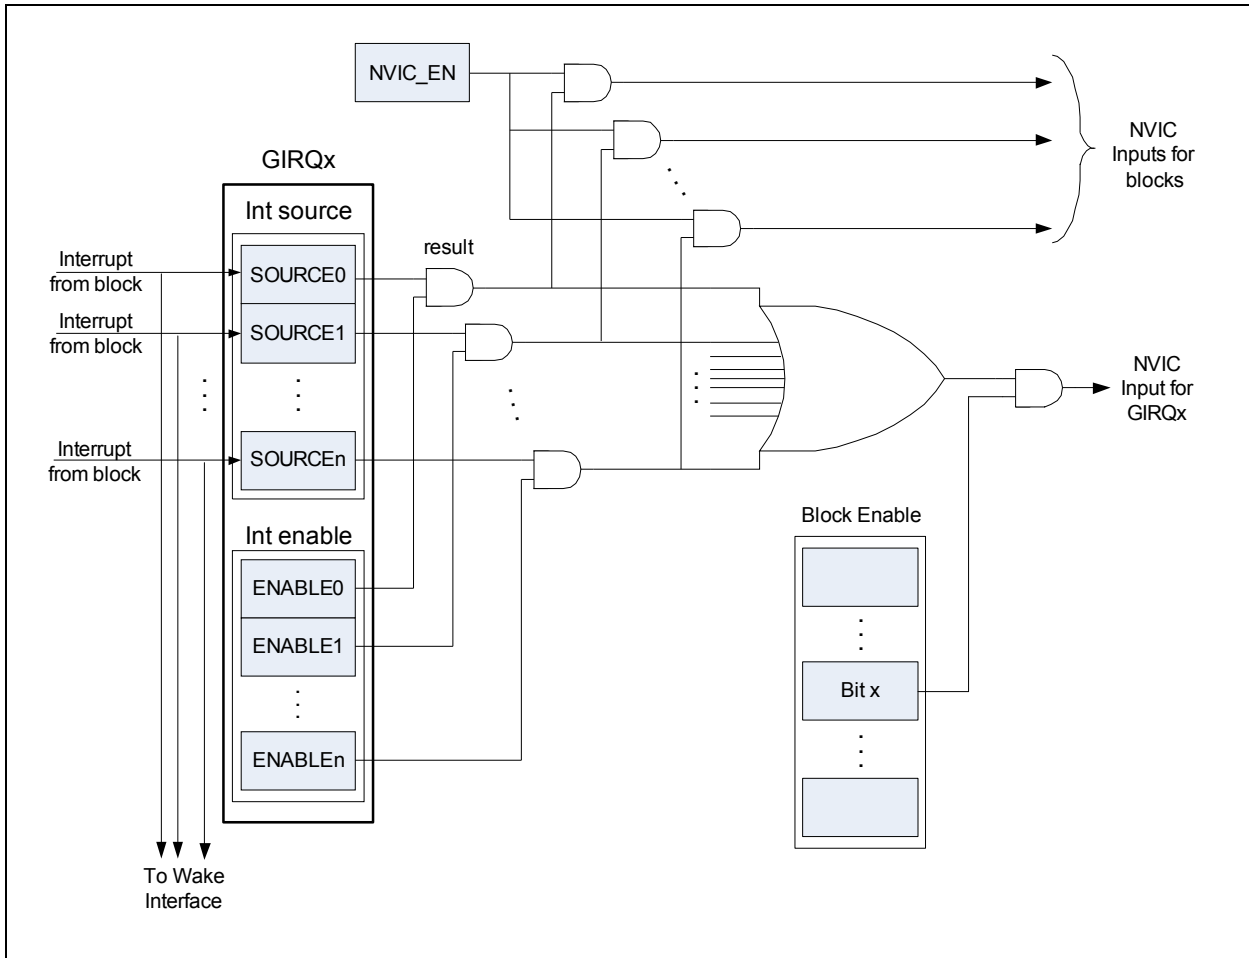 NVIC_EN
NVIC
Inputs for
blocks
GIRQx
Int source
result
Interrupt
from block
SOURCE0
Interrupt
from block
SOURCE1
NVIC
Input for
GIRQx
Interrupt
from block
SOURCEn
Block Enable
Int enable
ENABLE0
ENABLE1
Bit x
ENABLEn
To Wake
Interface